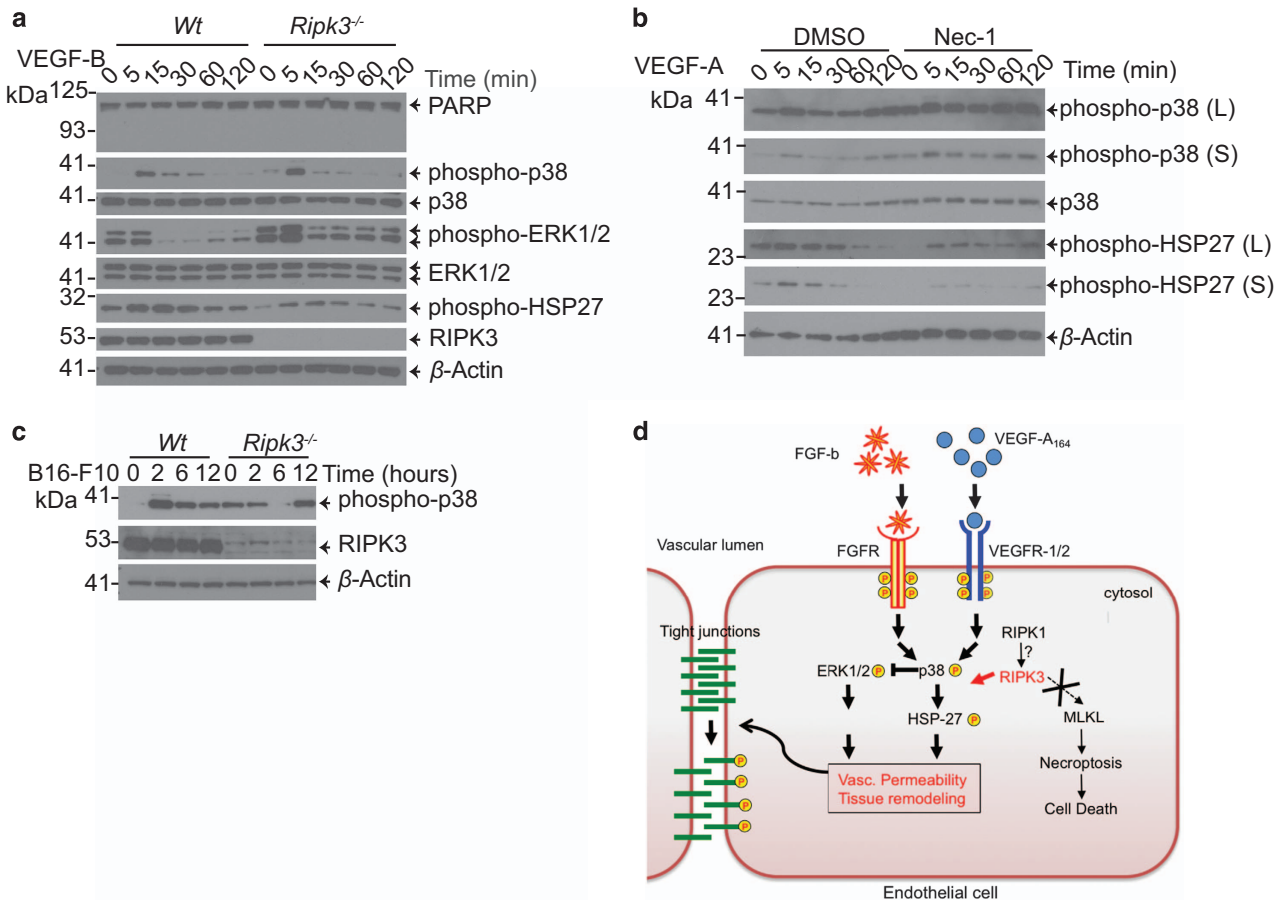 a
Wt Ripk3-/-
VEGF-B
0 5 15 30 60 120 0 5 15 30 60 120 Time (min)
kDa
125
93
41
41
41
41
32
53
41
PARP
phospho-p38
p38
phospho-ERK1/2
ERK1/2
phospho-HSP27
RIPK3
β-Actin
b
DMSO Nec-1
VEGF-A
0 5 15 30 60 120 0 5 15 30 60 120 Time (min)
kDa
41
41
41
23
23
41
phospho-p38 (L)
phospho-p38 (S)
p38
phospho-HSP27 (L)
phospho-HSP27 (S)
β-Actin
c
Wt Ripk3-/-
B16-F10 0 2 6 12 0 2 6 12 Time (hours)
kDa
41
53
41
phospho-p38
RIPK3
β-Actin
d
FGF-b
VEGF-A164
FGFR
VEGFR-1/2
P P P P P P P P
Vascular lumen
cytosol
Tight junctions
RIPK1
?
ERK1/2 P
p38 P
RIPK3
HSP-27 P
MLKL
Necroptosis
Cell Death
Vasc. Permeability
Tissue remodeling
P
P
P
P
Endothelial cell